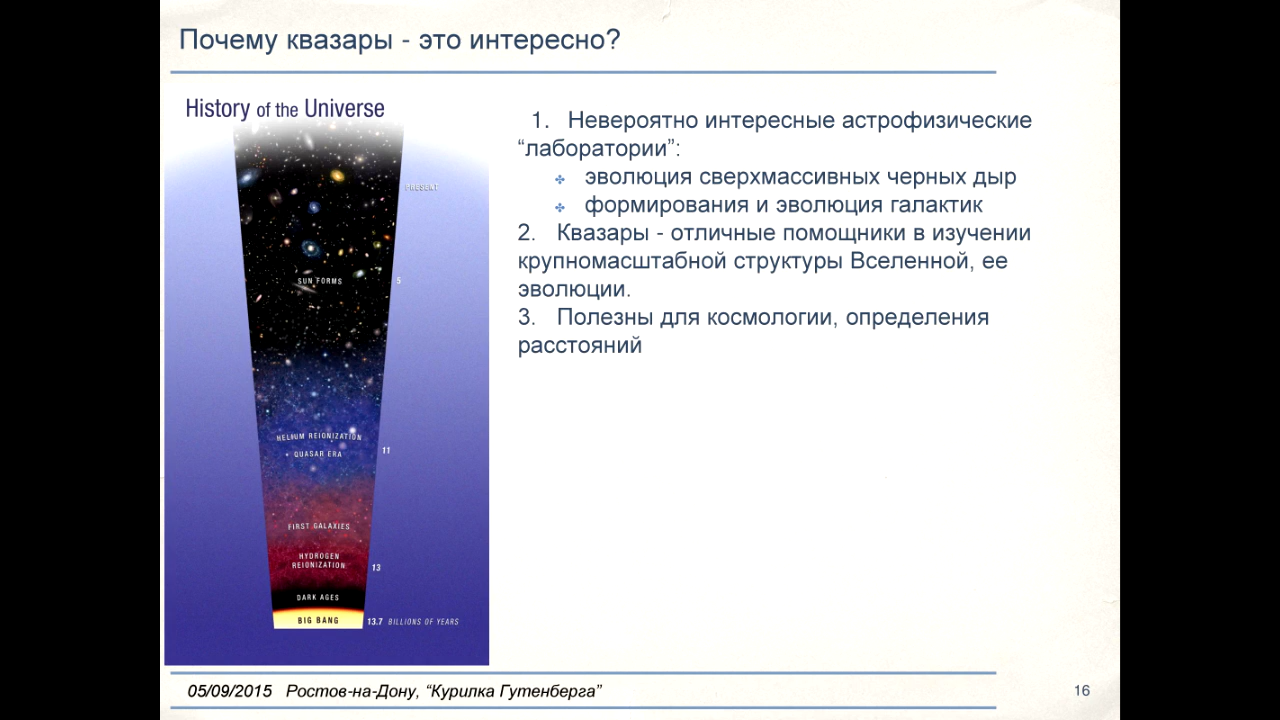 Почему квазары - это интересно?
History of the Universe
PRESENT
SUN FORMS
5
HELIUM REIONIZATION
QUASAR ERA
11
FIRST GALAXIES
HYDROGEN
REIONIZATION
13
DARK AGES
BIG BANG
13.7 BILLIONS OF YEARS
1. Невероятно интересные астрофизические
“лаборатории”:
эволюция сверхмассивных черных дыр
формирования и эволюция галактик
2. Квазары - отличные помощники в изучении
крупномасштабной структуры Вселенной, ее
эволюции.
3. Полезны для космологии, определения
расстояний
05/09/2015 Ростов-на-Дону, “Курилка Гутенберга”
16